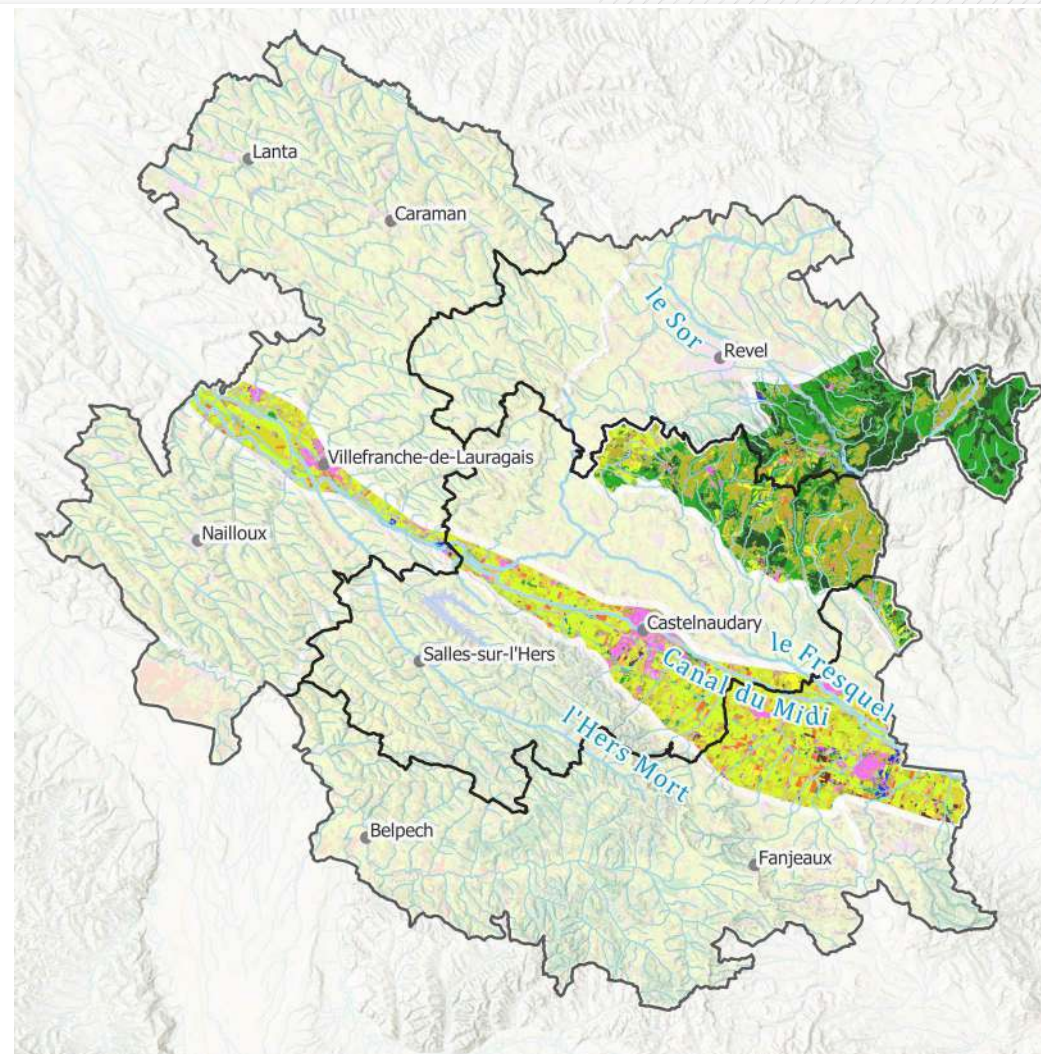 Lanta
Caraman
le Sor
Revel
Villefranche-de-Lauragais
Nailloux
Castelnaudary
le Fresquel
Salles-sur-l'Hers
Canal du Midi
l'Hers Mort
Belpech
Fanjeaux